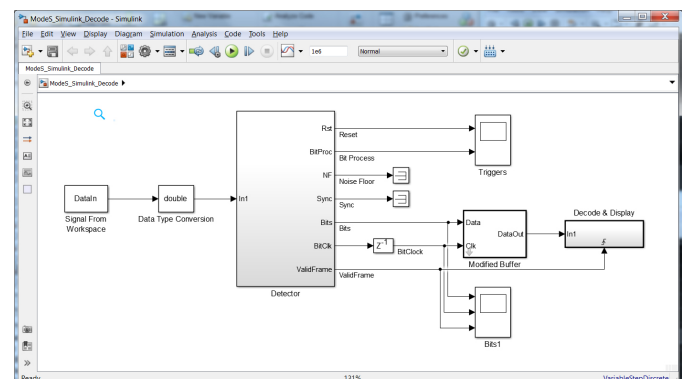 ModeS_Simulink_Decode - Simulink
File Edit View Display Diagram Simulation Analysis Code Tools Help
1e6 Normal
ModeS_Simulink_Decode
ModeS_Simulink_Decode
Rst Reset
BitProc Bit Process
Triggers
NF Noise Floor
DataIn double In1 Sync Sync
Signal From Workspace
Data Type Conversion
Bits Bits
Data
DataOut
Clk
Decode & Display
In1
BitClk Z-1 BitClock
Modified Buffer
ValidFrame ValidFrame
Detector
Bits1
Ready 131% VariableStepDiscrete